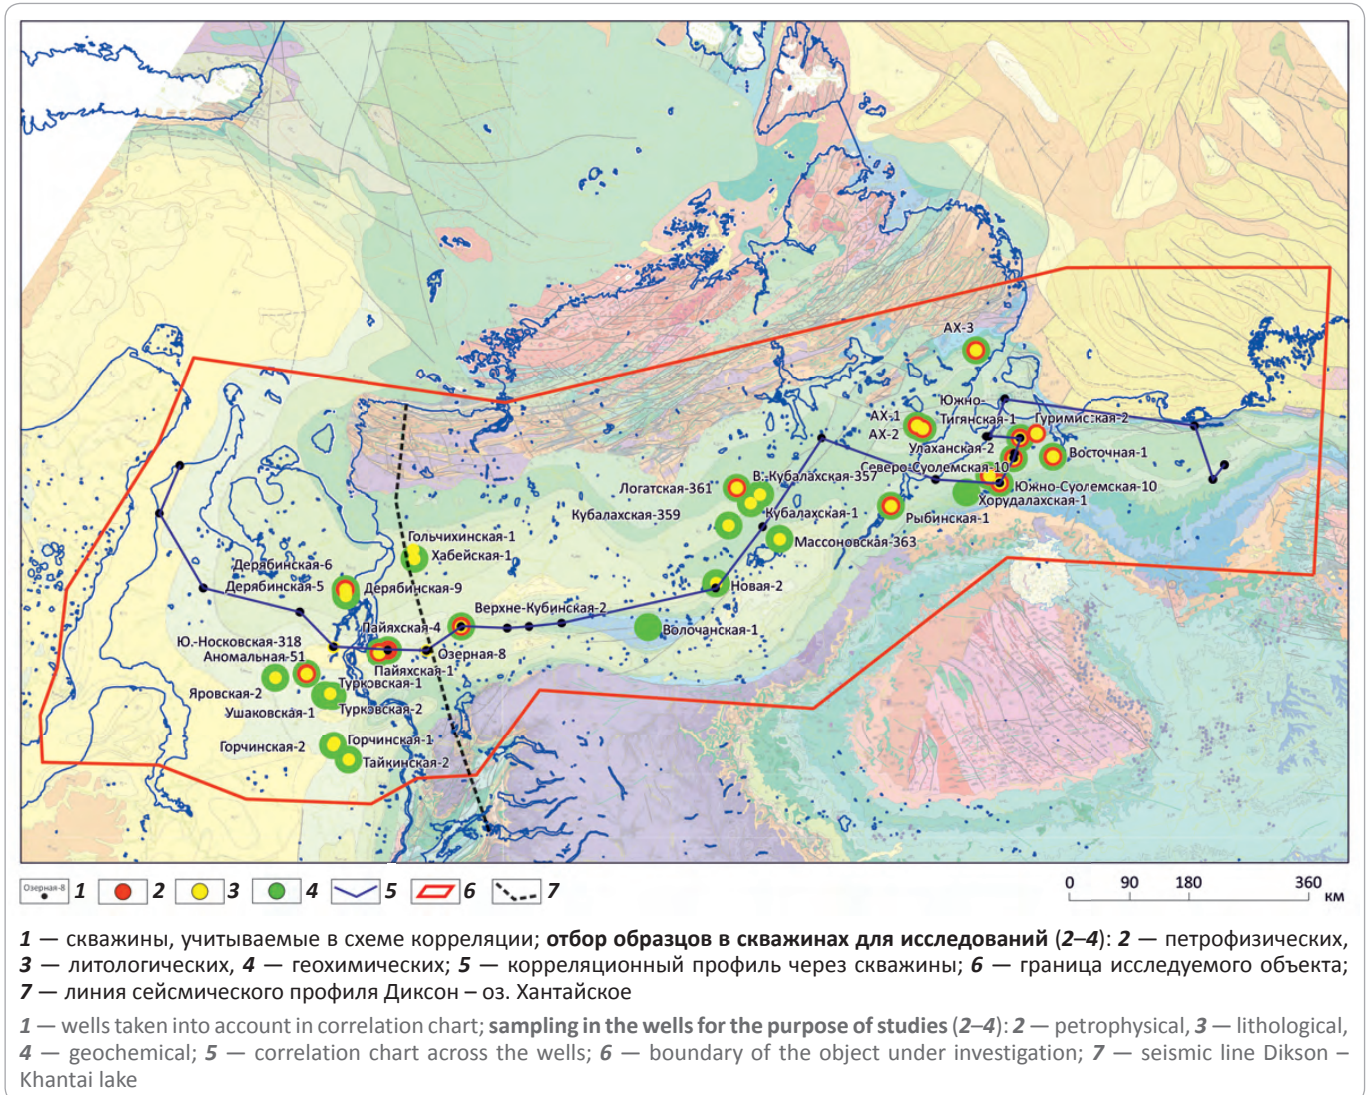 АХ-3
Южно-
АХ-1
Тигянская-1
Гуримисская-2
АХ-2
Улаханская-2
Восточная-1
Северо-Суолемская-10
В.-Кубалахская-357
Логатская-361
Южно-Суолемская-10
Хорудалахская-1
Кубалахская-359
Кубалахская-1
Рыбинская-1
Гольчихинская-1
Массоновская-363
Хабейская-1
Дерябинская-6
Дерябинская-5
Дерябинская-9
Новая-2
Верхне-Кубинская-2
Пайяхская-4
Волочанская-1
Ю.-Носковская-318
Озерная-8
Аномальная-51
Пайяхская-1
Турковская-1
Яровская-2
Ушаковская-1
Турковская-2
Горчинская-2
Горчинская-1
Тайкинская-2
Озерная-8 1 2 3 4 5 6 7
0 90 180 360
км
1 — скважины, учитываемые в схеме корреляции; отбор образцов в скважинах для исследований (2–4): 2 — петрофизических,
3 — литологических, 4 — геохимических; 5 — корреляционный профиль через скважины; 6 — граница исследуемого объекта;
7 — линия сейсмического профиля Диксон – оз. Хантайское
1 — wells taken into account in correlation chart; sampling in the wells for the purpose of studies (2–4): 2 — petrophysical, 3 — lithological,
4 — geochemical; 5 — correlation chart across the wells; 6 — boundary of the object under investigation; 7 — seismic line Dikson –
Khantai lake